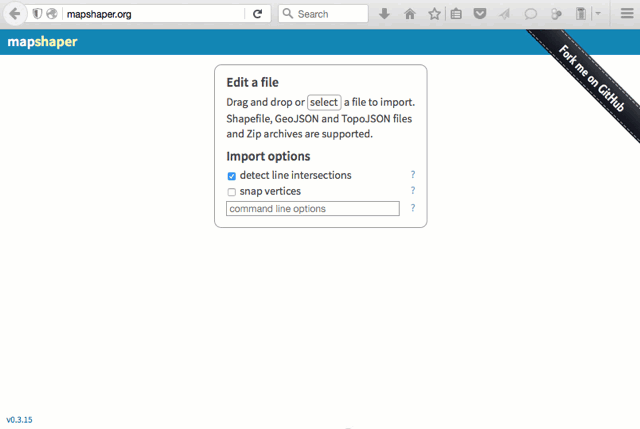 mapshaper.org
Search
mapshaper
Fork me on GitHub
Edit a file
Drag and drop or select a file to import.
Shapefile, GeoJSON and TopoJSON files
and Zip archives are supported.
Import options
detect line intersections ?
snap vertices ?
command line options ?
v0.3.15